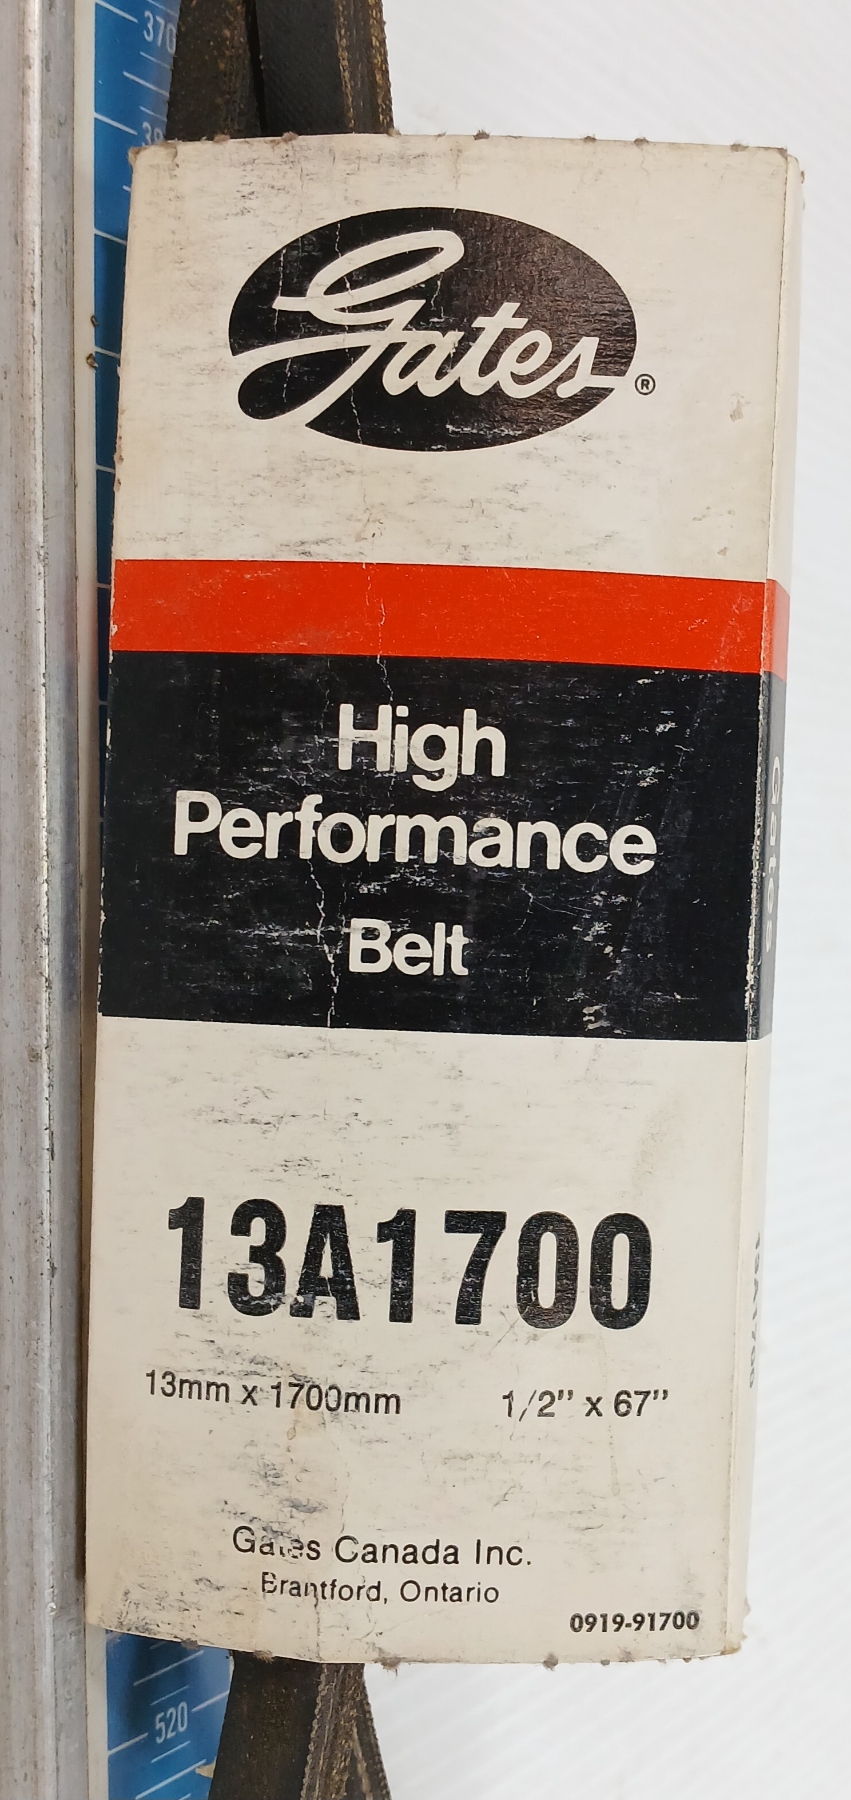 370
Gates®
High
Performance
Belt
Gates
13A1700
13A1700
13mm x 1700mm 1/2" x 67"
Gates Canada Inc.
Brantford, Ontario
0919-91700
520